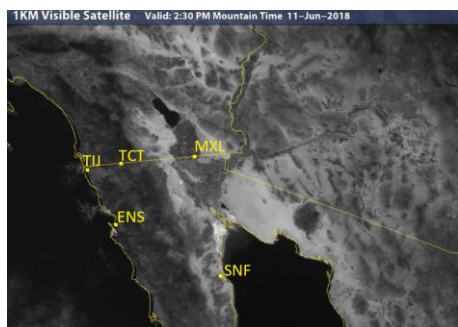 1KM Visible Satellite Valid: 2:30 PM Mountain Time 11-Jun-2018
TIJ
TCT
MXL
ENS
SNF